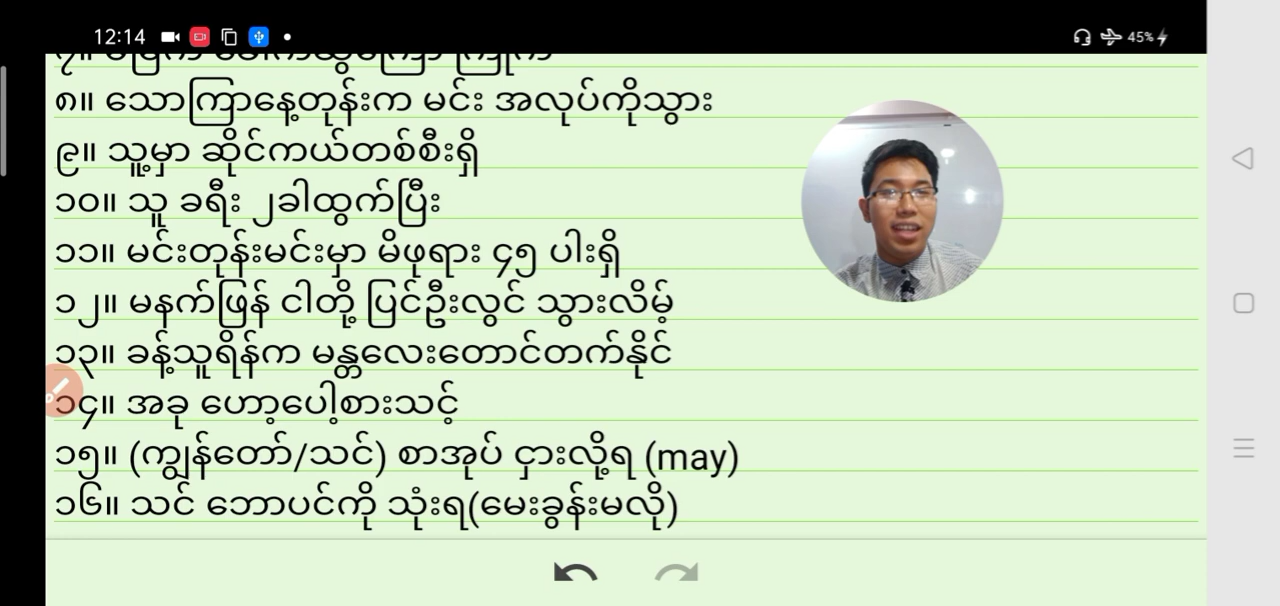 12:14
45%
၈။ သောကြာနေ့တုန်းက မင်း အလုပ်ကိုသွား
၉။ သူ့မှာ ဆိုင်ကယ်တစ်စီးရှိ
၁၀။ သူ ခရီး ၂ခါထွက်ပြီး
၁၁။ မင်းတုန်းမင်းမှာ မိဖုရား ၄၅ ပါးရှိ
၁၂။ မနက်ဖြန် ငါတို့ ပြင်ဦးလွင် သွားလိမ့်
၁၃။ ခန့်သူရိန်က မန္တလေးတောင်တက်နိုင်
၁၄။ အခု ဟော့ပေါ့စားသင့်
၁၅။ (ကျွန်တော်/သင်) စာအုပ် ငှားလို့ရ (may)
၁၆။ သင် ဘောပင်ကို သုံးရ(မေးခွန်းမလို)